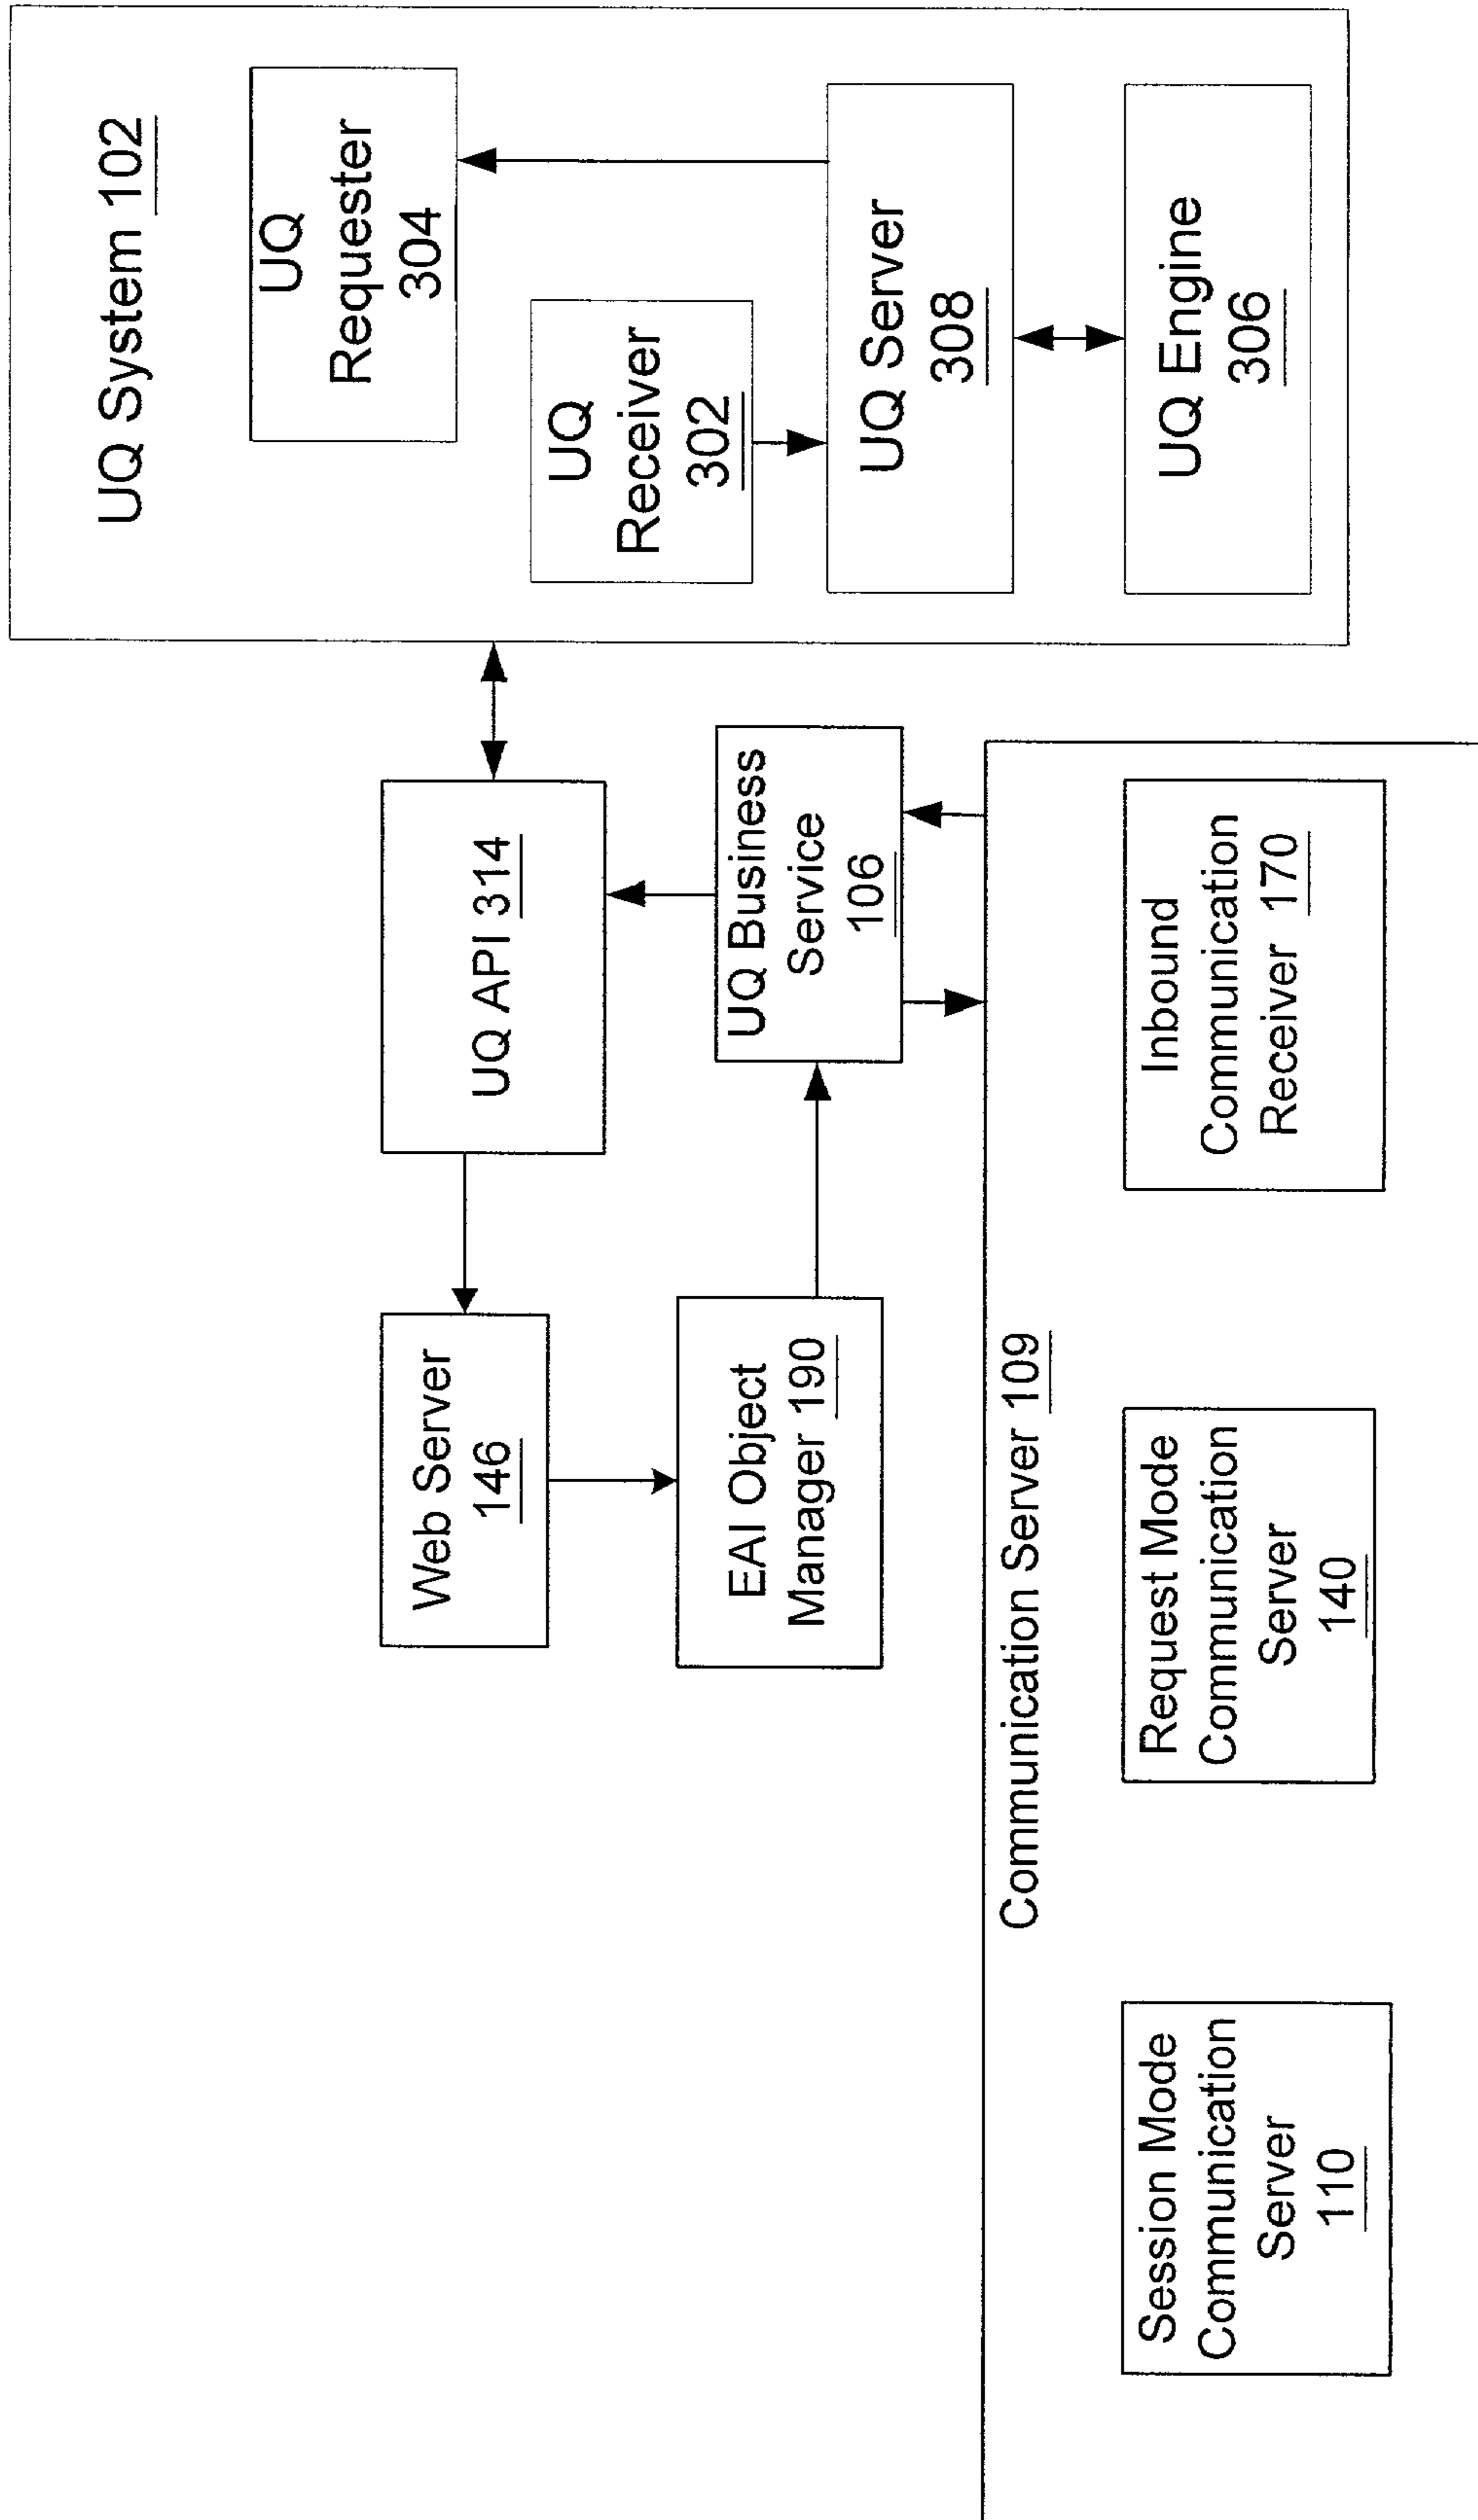 UQ System 102
UQ
Requester
304
UQ
Receiver
302
UQ Server
308
UQ Engine
306
UQ API 314
UQ Business
Service
106
Web Server
146
EAI Object
Manager 190
Communication Server 109
Session Mode
Communication
Server
110
Request Mode
Communication
Server
140
Inbound
Communication
Receiver 170